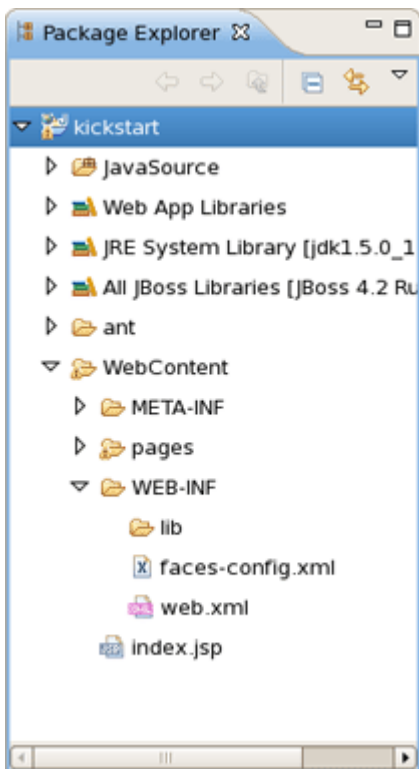 Package Explorer
kickstart
JavaSource
Web App Libraries
JRE System Library [jdk1.5.0_1
All JBoss Libraries [JBoss 4.2 Ru
ant
WebContent
META-INF
pages
WEB-INF
lib
faces-config.xml
web.xml
index.jsp